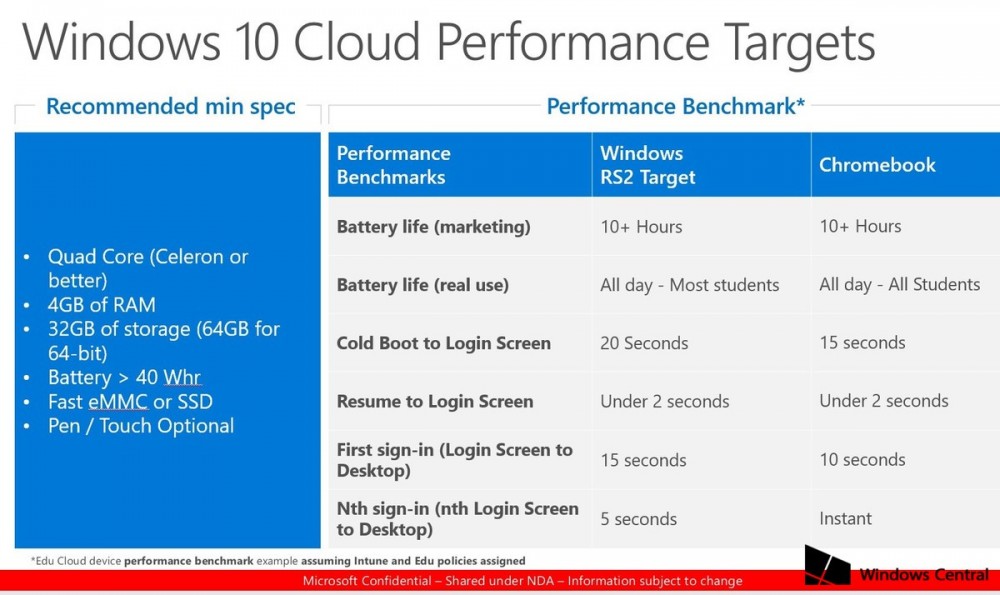 Windows 10 Cloud Performance Targets
Recommended min spec
Performance Benchmark*
• Quad Core (Celeron or
better)
• 4GB of RAM
• 32GB of storage (64GB for
64-bit)
• Battery > 40 Whr
• Fast eMMC or SSD
• Pen / Touch Optional
Performance
Benchmarks
Windows
RS2 Target
Chromebook
Battery life (marketing)
10+ Hours
10+ Hours
Battery life (real use)
All day - Most students
All day - All Students
Cold Boot to Login Screen
20 Seconds
15 seconds
Resume to Login Screen
Under 2 seconds
Under 2 seconds
First sign-in (Login Screen to
Desktop)
15 seconds
10 seconds
Nth sign-in (nth Login Screen
to Desktop)
5 seconds
Instant
*Edu Cloud device performance benchmark example assuming Intune and Edu policies assigned
Microsoft Confidential – Shared under NDA – Information subject to change
Windows Central